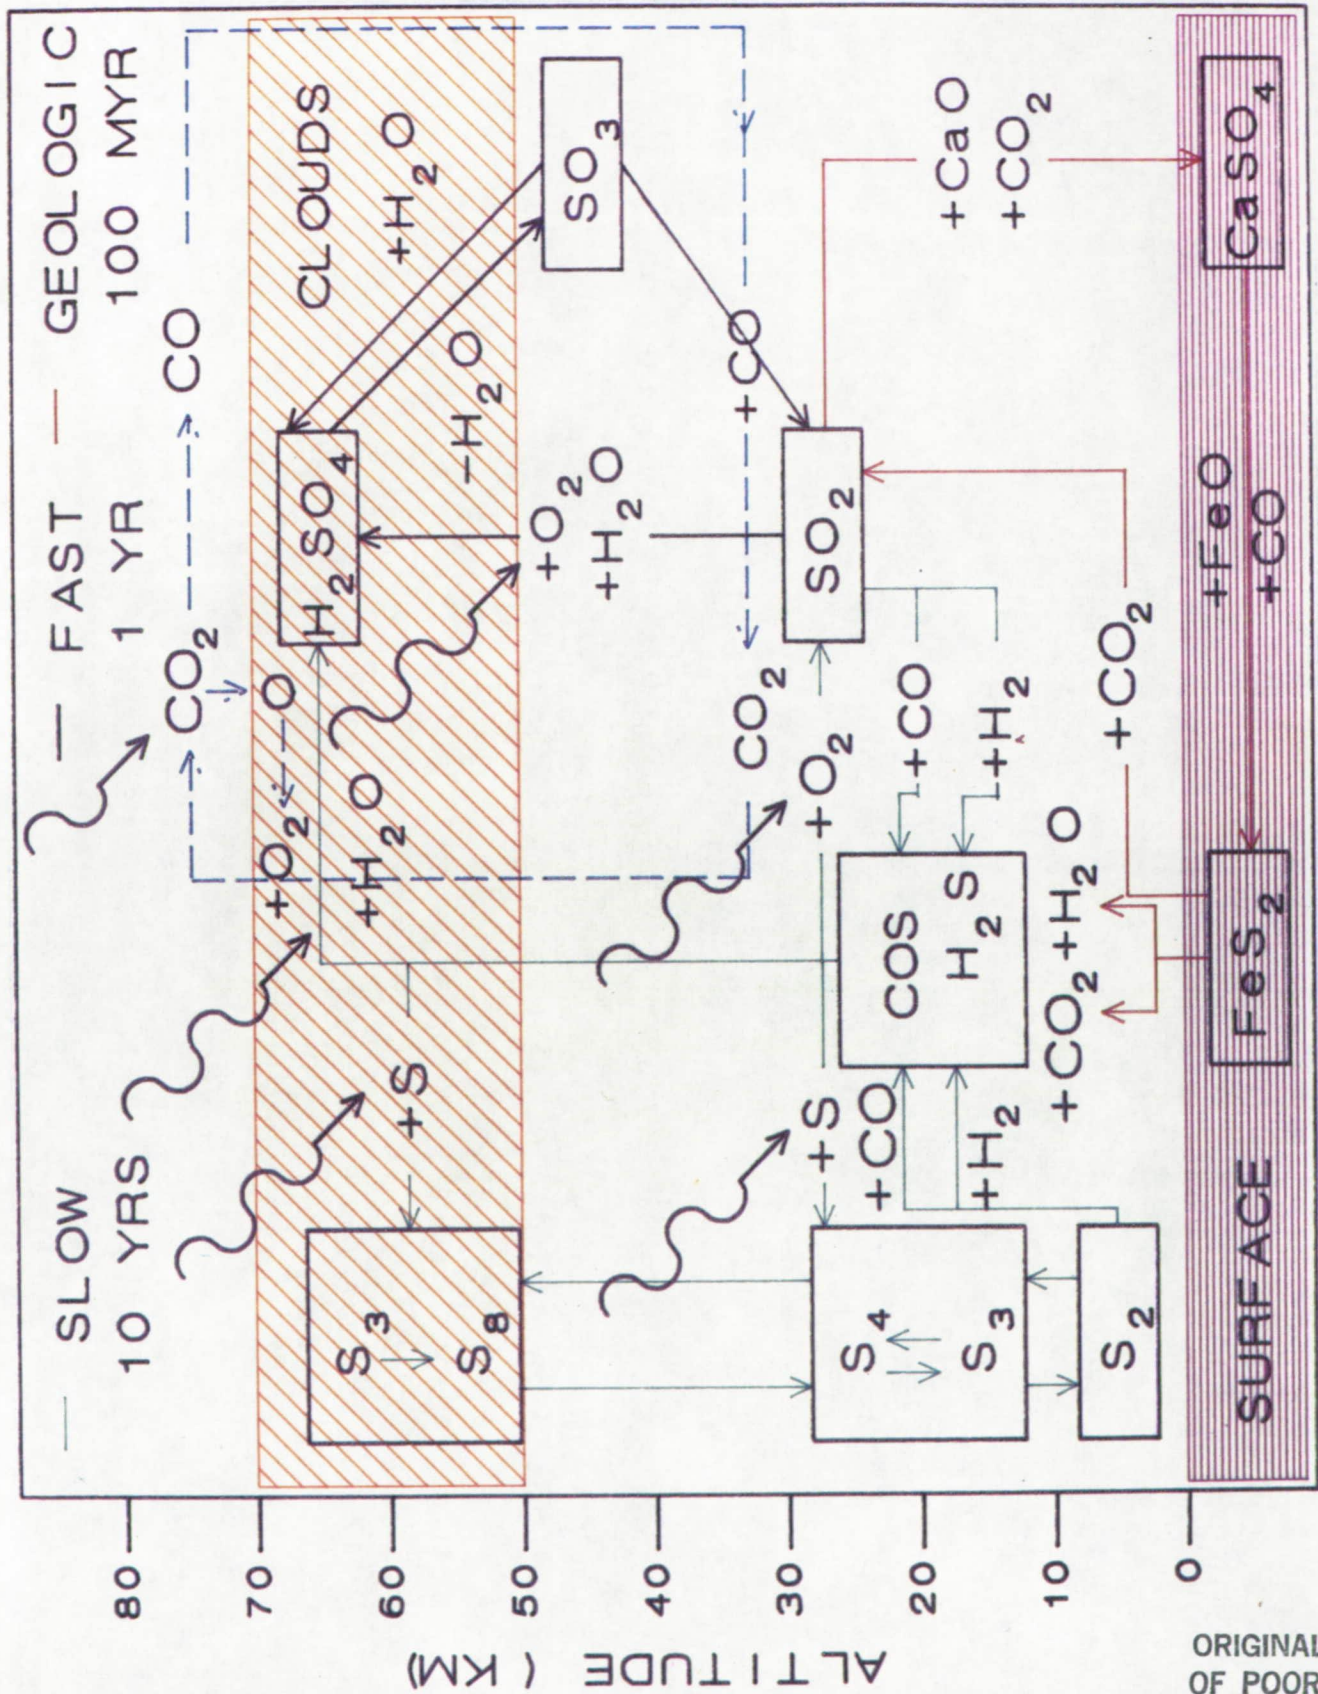 SLOW
10 YRS
FAST
1 YR
GEOLOGIC
100 MYR
CO2
CO
CLOUDS
O
+O2
+H2O
H2SO4
+H2O
-H2O
S3
S8
+S
+O2
+H2O
SO3
CO2
+CO
+S
+O2
SO2
+CaO
+CO2
S4
S3
+CO
+H2
COS
H2S
+CO
+H2
S2
+CO2
+H2O
+CO2
SURFACE
FeS2
+FeO
+CO
CaSO4
80
70
60
50
40
30
20
10
0
ALTITUDE (KM)
ORIGINAL
OF POOR